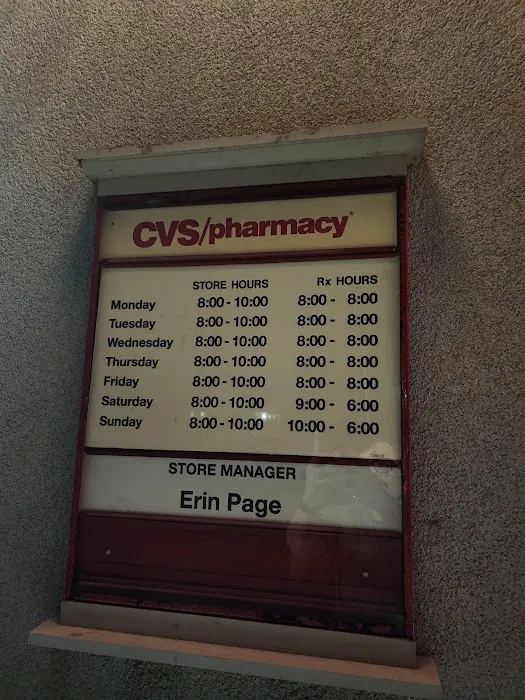 CVS/pharmacy
STORE HOURS Rx HOURS
Monday 8:00 - 10:00 8:00 - 8:00
Tuesday 8:00 - 10:00 8:00 - 8:00
Wednesday 8:00 - 10:00 8:00 - 8:00
Thursday 8:00 - 10:00 8:00 - 8:00
Friday 8:00 - 10:00 8:00 - 8:00
Saturday 8:00 - 10:00 9:00 - 6:00
Sunday 8:00 - 10:00 10:00 - 6:00
STORE MANAGER
Erin Page